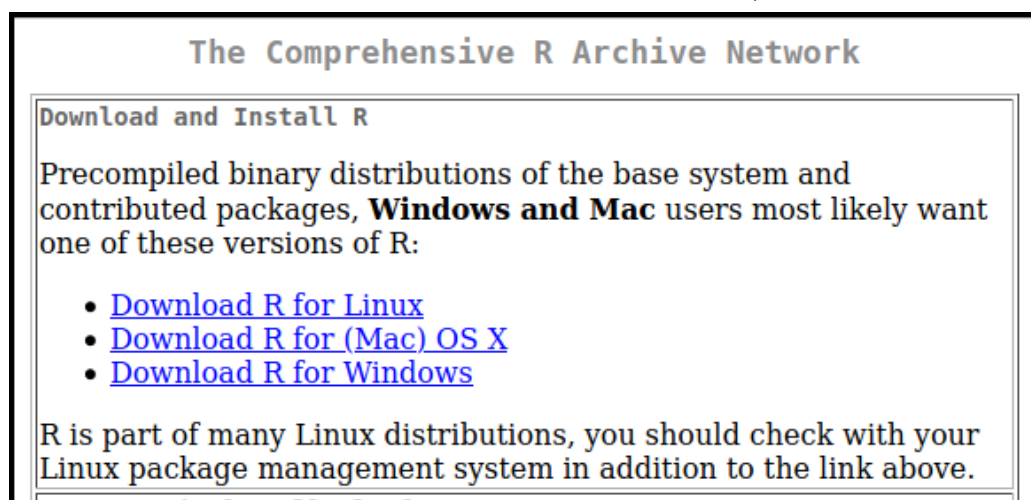 The Comprehensive R Archive Network
Download and Install R
Precompiled binary distributions of the base system and
contributed packages, Windows and Mac users most likely want
one of these versions of R:
• Download R for Linux
• Download R for (Mac) OS X
• Download R for Windows
R is part of many Linux distributions, you should check with your
Linux package management system in addition to the link above.